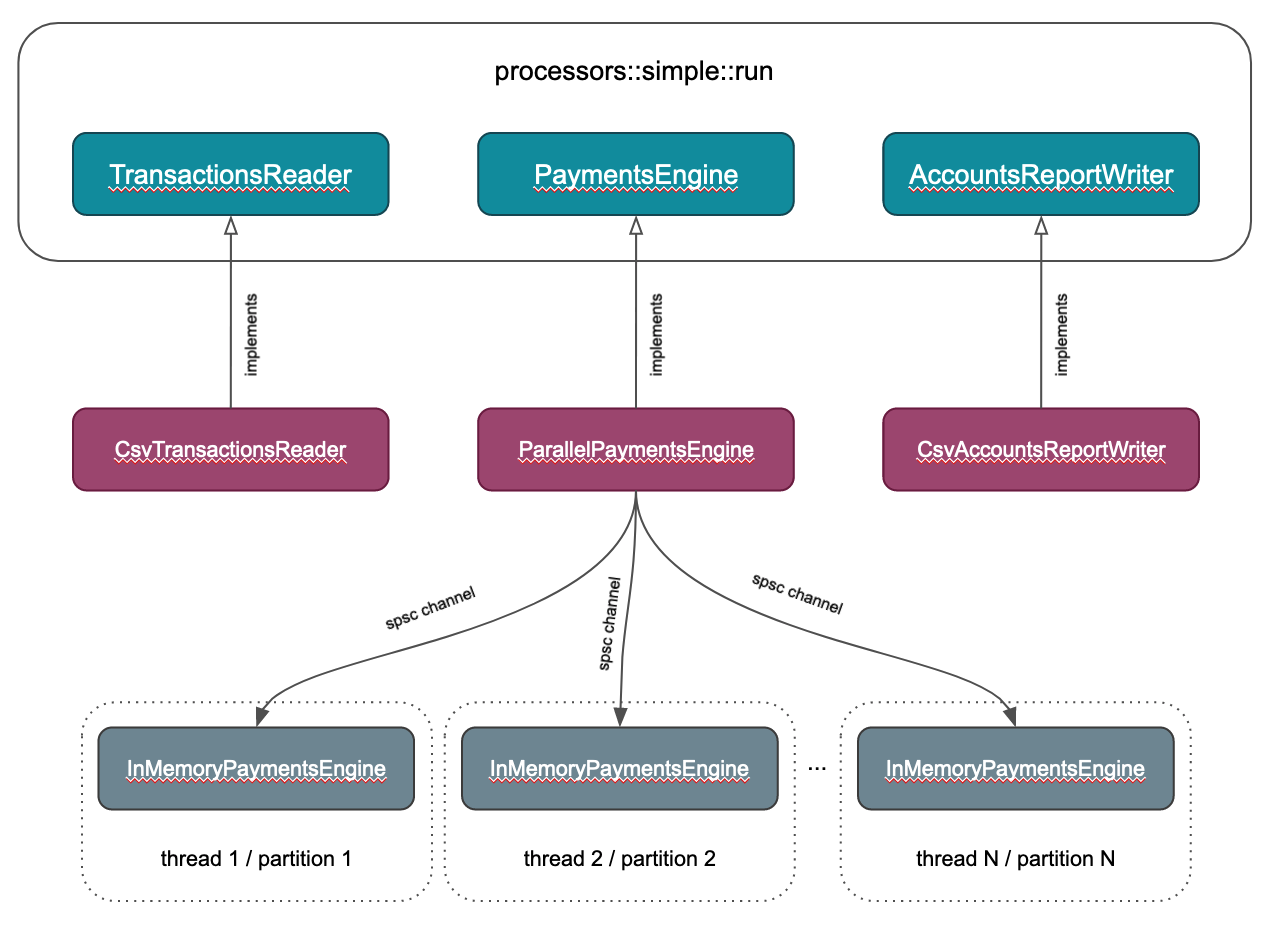 processors::simple::run
TransactionsReader
PaymentsEngine
AccountsReportWriter
implements
implements
implements
CsvTransactionsReader
ParallelPaymentsEngine
CsvAccountsReportWriter
spsc channel
spsc channel
spsc channel
InMemoryPaymentsEngine
InMemoryPaymentsEngine
...
InMemoryPaymentsEngine
thread 1 / partition 1
thread 2 / partition 2
thread N / partition N